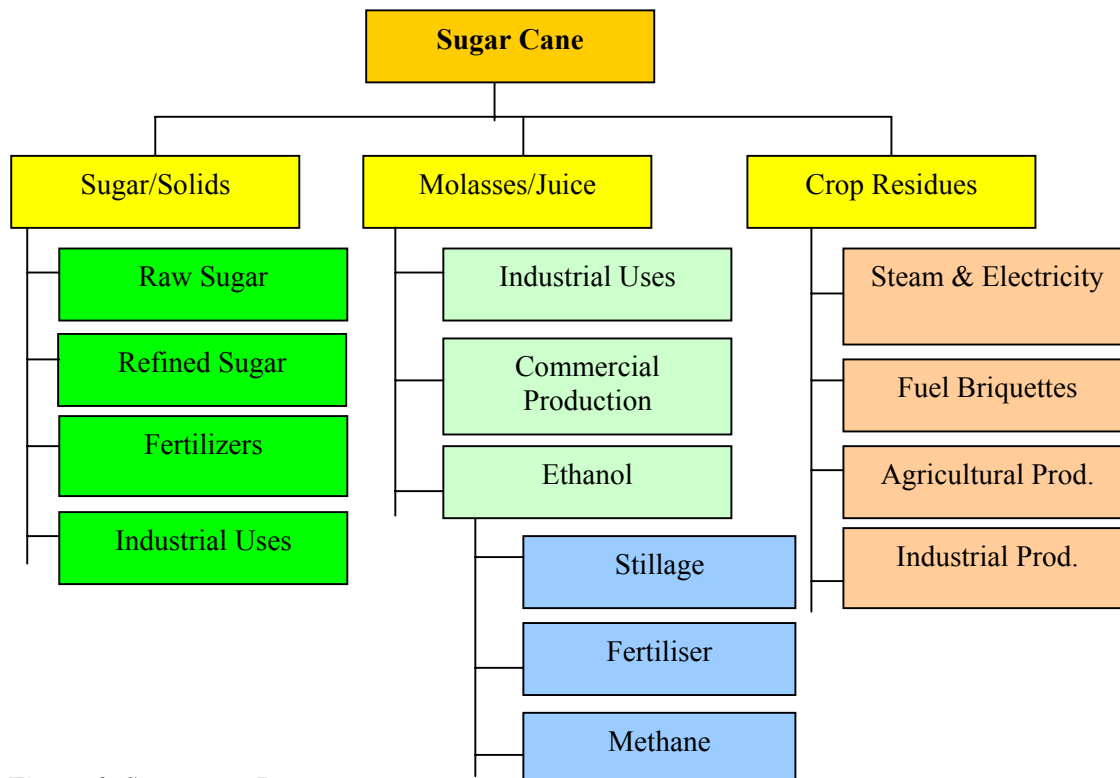 Sugar Cane
Sugar/Solids
Raw Sugar
Refined Sugar
Fertilizers
Industrial Uses
Molasses/Juice
Industrial Uses
Commercial
Production
Ethanol
Stillage
Fertiliser
Methane
Crop Residues
Steam & Electricity
Fuel Briquettes
Agricultural Prod.
Industrial Prod.